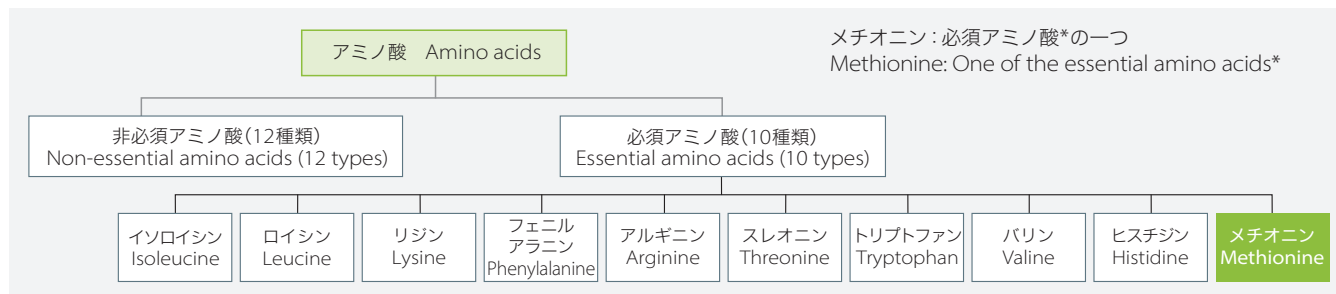 アミノ酸　Amino acids
メチオニン：必須アミノ酸*の一つ
Methionine: One of the essential amino acids*
非必須アミノ酸（12種類）
Non-essential amino acids (12 types)
必須アミノ酸（10種類）
Essential amino acids (10 types)
イソロイシン
Isoleucine
ロイシン
Leucine
リジン
Lysine
フェニル
アラニン
Phenylalanine
アルギニン
Arginine
スレオニン
Threonine
トリプトファン
Tryptophan
バリン
Valine
ヒスチジン
Histidine
メチオニン
Methionine